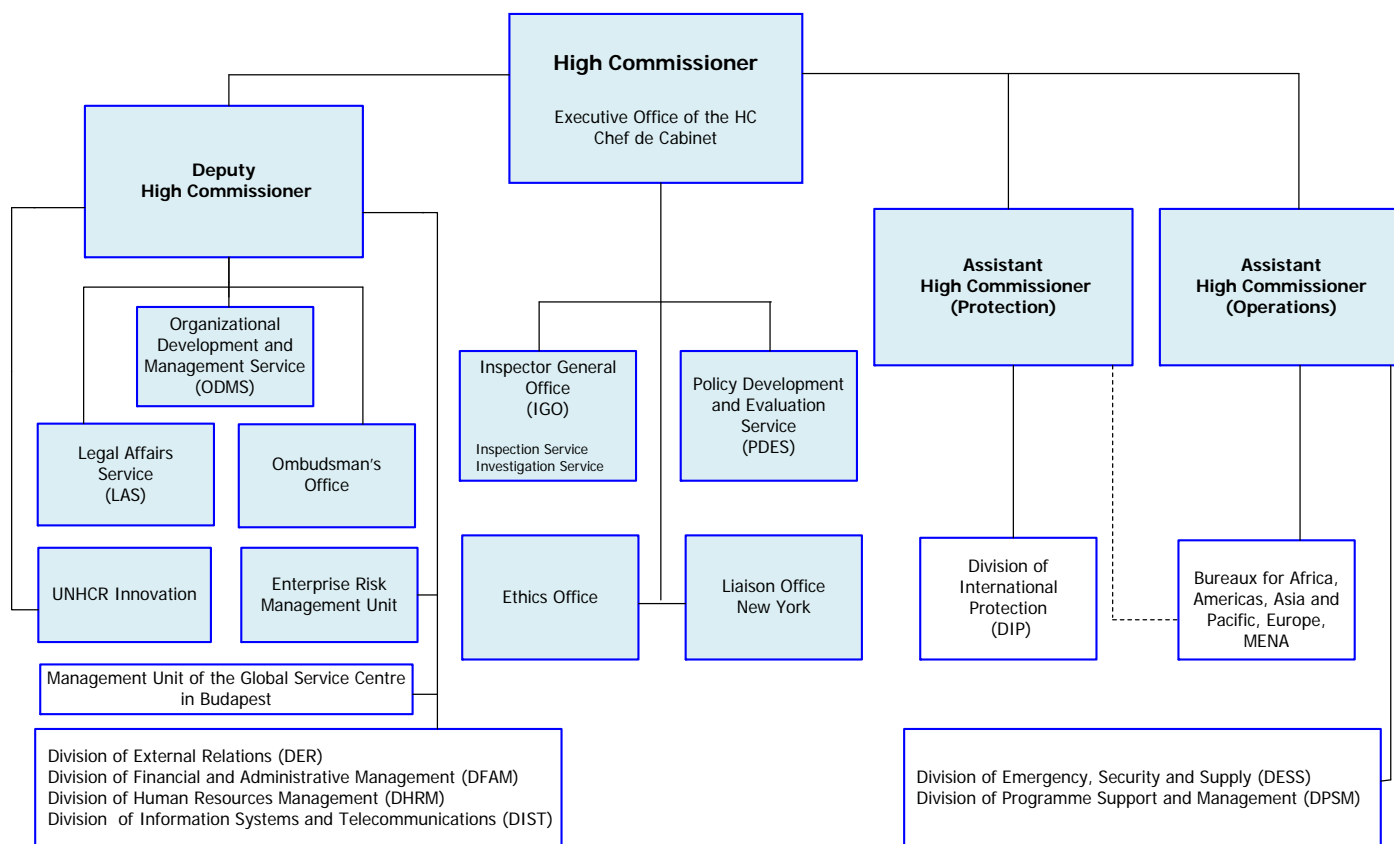 High Commissioner
Executive Office of the HC
Chef de Cabinet
Deputy
High Commissioner
Assistant
High Commissioner
(Protection)
Assistant
High Commissioner
(Operations)
Organizational
Development and
Management Service
(ODMS)
Legal Affairs
Service
(LAS)
Ombudsman's
Office
UNHCR Innovation
Enterprise Risk
Management Unit
Management Unit of the Global Service Centre
in Budapest
Division of External Relations (DER)
Division of Financial and Administrative Management (DFAM)
Division of Human Resources Management (DHRM)
Division  of Information Systems and Telecommunications (DIST)
Inspector General
Office
(IGO)
Inspection Service
Investigation Service
Policy Development
and Evaluation
Service
(PDES)
Ethics Office
Liaison Office
New York
Division of
International
Protection
(DIP)
Bureaux for Africa,
Americas, Asia and
Pacific, Europe,
MENA
Division of Emergency, Security and Supply (DESS)
Division of Programme Support and Management (DPSM)